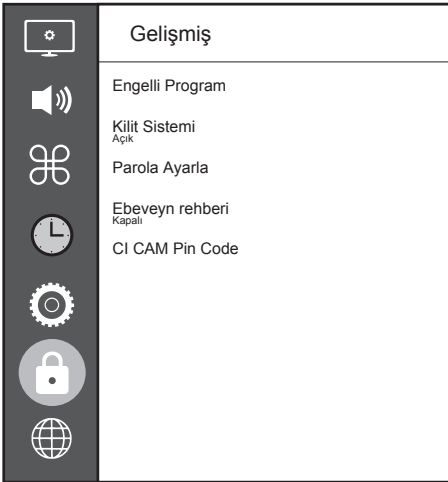 Gelişmiş
Engelli Program
Kilit Sistemi
Açık
Parola Ayarla
Ebeveyn rehberi
Kapalı
CI CAM Pin Code